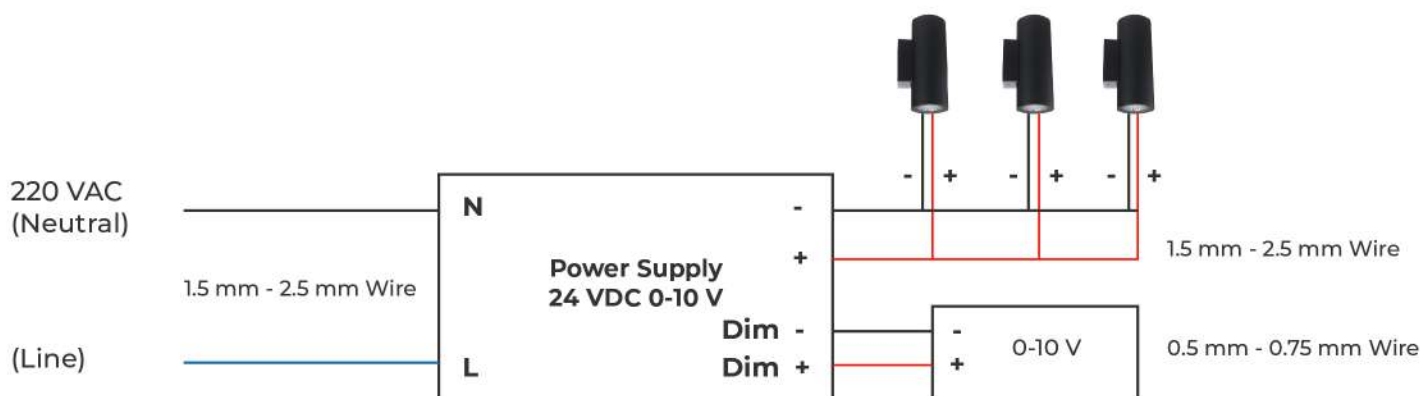 - + - + - +
220 VAC
(Neutral)
N
-
1.5 mm - 2.5 mm Wire
+
Power Supply
24 VDC 0-10 V
1.5 mm - 2.5 mm Wire
Dim -
-
0-10 V
0.5 mm - 0.75 mm Wire
(Line)
L
Dim +
+